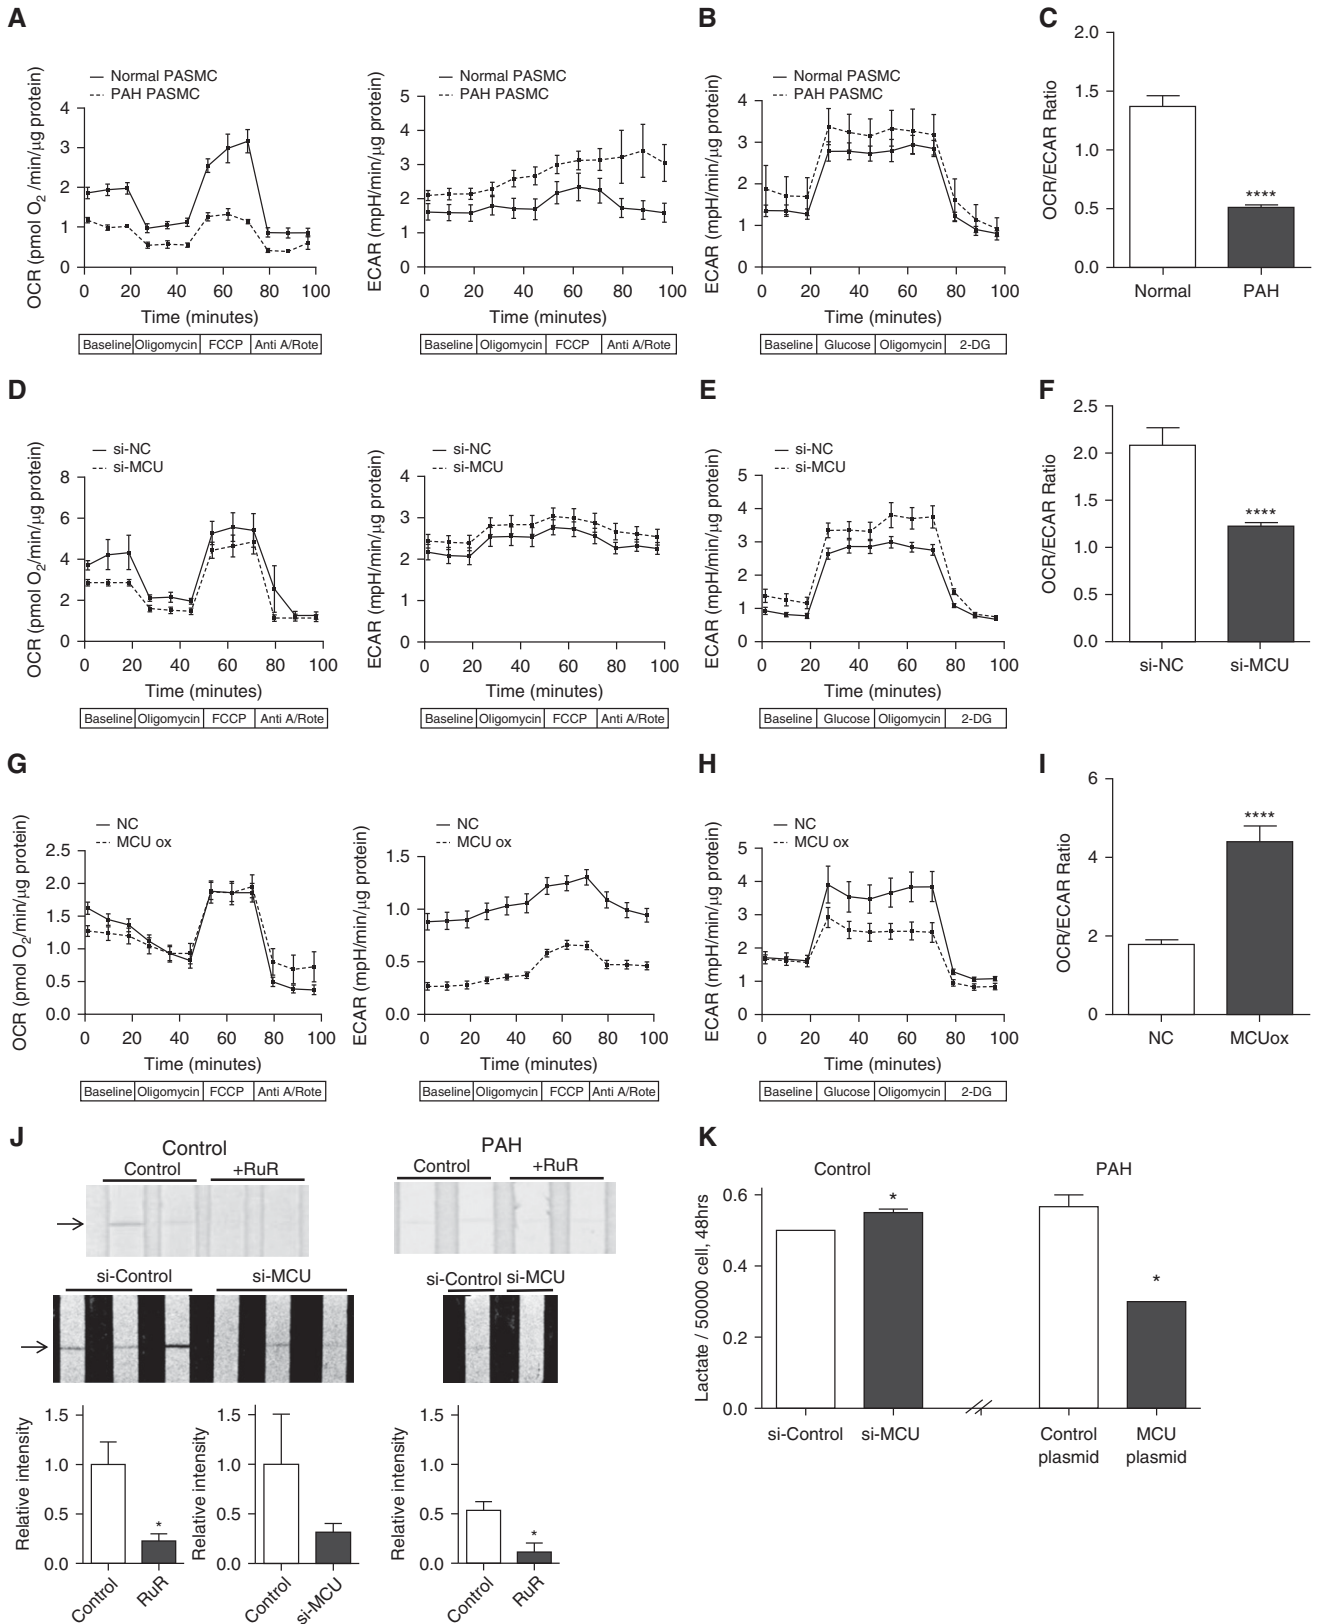 A
Normal PASMC
PAH PASMC
OCR (pmol O2 /min/μg protein)
4
3
2
1
0
0 20 40 60 80 100
Time (minutes)
Baseline Oligomycin FCCP Anti A/Rote
Normal PASMC
PAH PASMC
ECAR (mpH/min/μg protein)
5
4
3
2
1
0
0 20 40 60 80 100
Time (minutes)
Baseline Oligomycin FCCP Anti A/Rote
B
Normal PASMC
PAH PASMC
ECAR (mpH/min/μg protein)
4
3
2
1
0
0 20 40 60 80 100
Time (minutes)
Baseline Glucose Oligomycin 2-DG
C
OCR/ECAR Ratio
2.0
1.5
1.0
0.5
0.0
****
Normal PAH
D
si-NC
si-MCU
OCR (pmol O2/min/μg protein)
8
6
4
2
0
0 20 40 60 80 100
Time (minutes)
Baseline Oligomycin FCCP Anti A/Rote
si-NC
si-MCU
ECAR (mpH/min/μg protein)
4
3
2
1
0
0 20 40 60 80 100
Time (minutes)
Baseline Oligomycin FCCP Anti A/Rote
E
si-NC
si-MCU
ECAR (mpH/min/μg protein)
5
4
3
2
1
0
0 20 40 60 80 100
Time (minutes)
Baseline Glucose Oligomycin 2-DG
F
OCR/ECAR Ratio
2.5
2.0
1.5
1.0
0.5
0.0
****
si-NC si-MCU
G
NC
MCU ox
OCR (pmol O2/min/μg protein)
2.5
2.0
1.5
1.0
0.5
0.0
0 20 40 60 80 100
Time (minutes)
Baseline Oligomycin FCCP Anti A/Rote
NC
MCU ox
ECAR (mpH/min/μg protein)
1.5
1.0
0.5
0.0
0 20 40 60 80 100
Time (minutes)
Baseline Oligomycin FCCP Anti A/Rote
H
NC
MCU ox
ECAR (mpH/min/μg protein)
5
4
3
2
1
0
0 20 40 60 80 100
Time (minutes)
Baseline Glucose Oligomycin 2-DG
I
OCR/ECAR Ratio
6
4
2
0
****
NC MCUox
J
Control
Control +RuR
PAH
Control +RuR
si-Control si-MCU
si-Control si-MCU
Relative intensity
1.5
1.0
0.5
0.0
*
Control RuR
Relative intensity
1.5
1.0
0.5
0.0
Control si-MCU
Relative intensity
1.5
1.0
0.5
0.0
*
Control RuR
K
Control PAH
Lactate / 50000 cell, 48hrs
0.6
0.4
0.2
0.0
*
*
si-Control si-MCU
Control plasmid
MCU plasmid